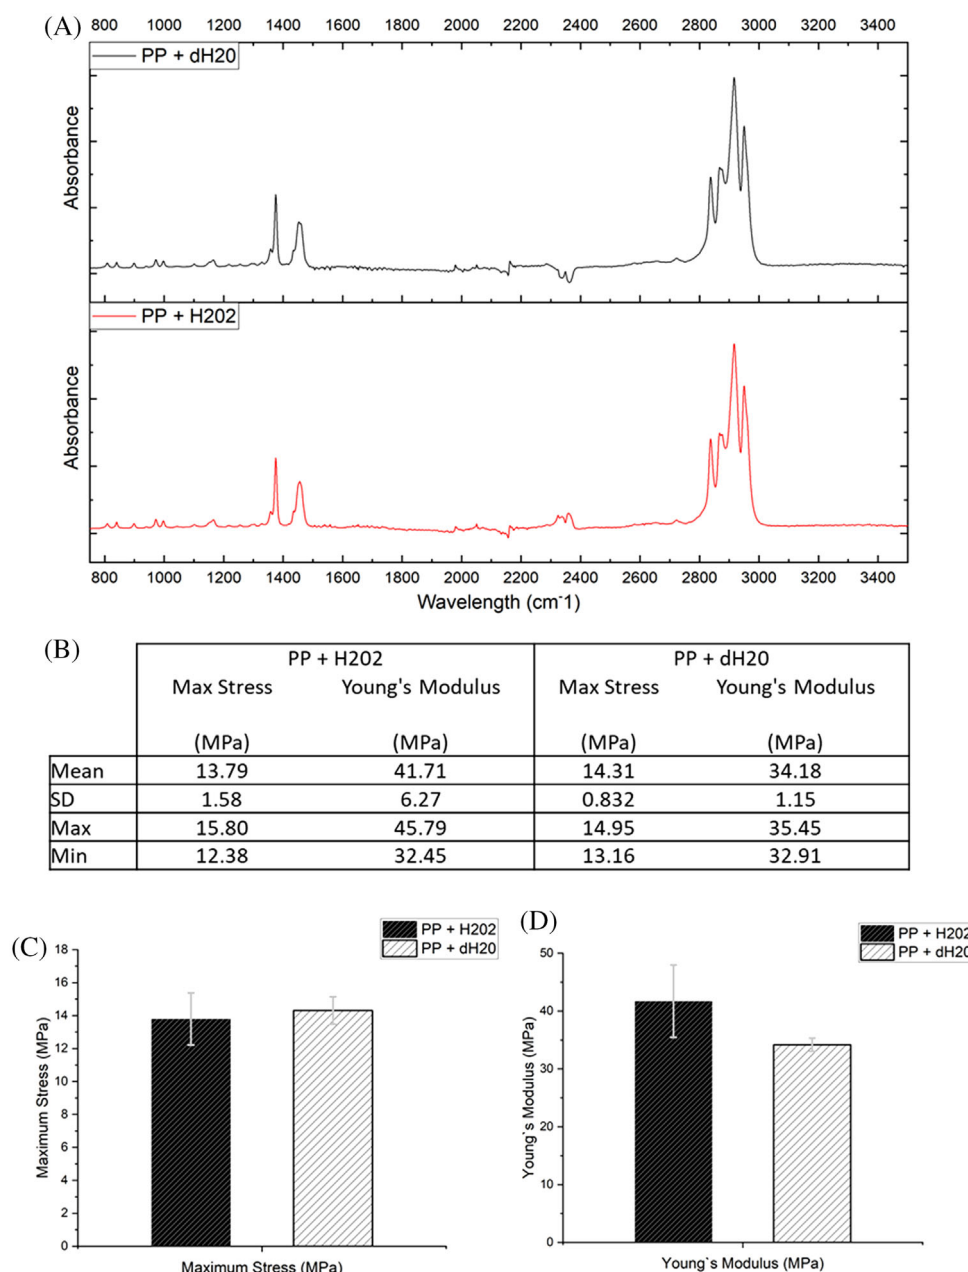 (A)
800 1000 1200 1400 1600 1800 2000 2200 2400 2600 2800 3000 3200 3400
PP + dH20
Absorbance
PP + H202
Absorbance
800 1000 1200 1400 1600 1800 2000 2200 2400 2600 2800 3000 3200 3400
Wavelength (cm-1)
(B)
PP + H202 PP + dH20
Max Stress Young's Modulus Max Stress Young's Modulus
(MPa) (MPa) (MPa) (MPa)
Mean 13.79 41.71 14.31 34.18
SD 1.58 6.27 0.832 1.15
Max 15.80 45.79 14.95 35.45
Min 12.38 32.45 13.16 32.91
(C)
PP + H202
PP + dH20
18
16
14
12
10
8
6
4
2
0
Maximum Stress (MPa)
Maximum Stress (MPa)
(D)
PP + H202
PP + dH20
50
40
30
20
10
0
Young`s Modulus (MPa)
Young`s Modulus (MPa)